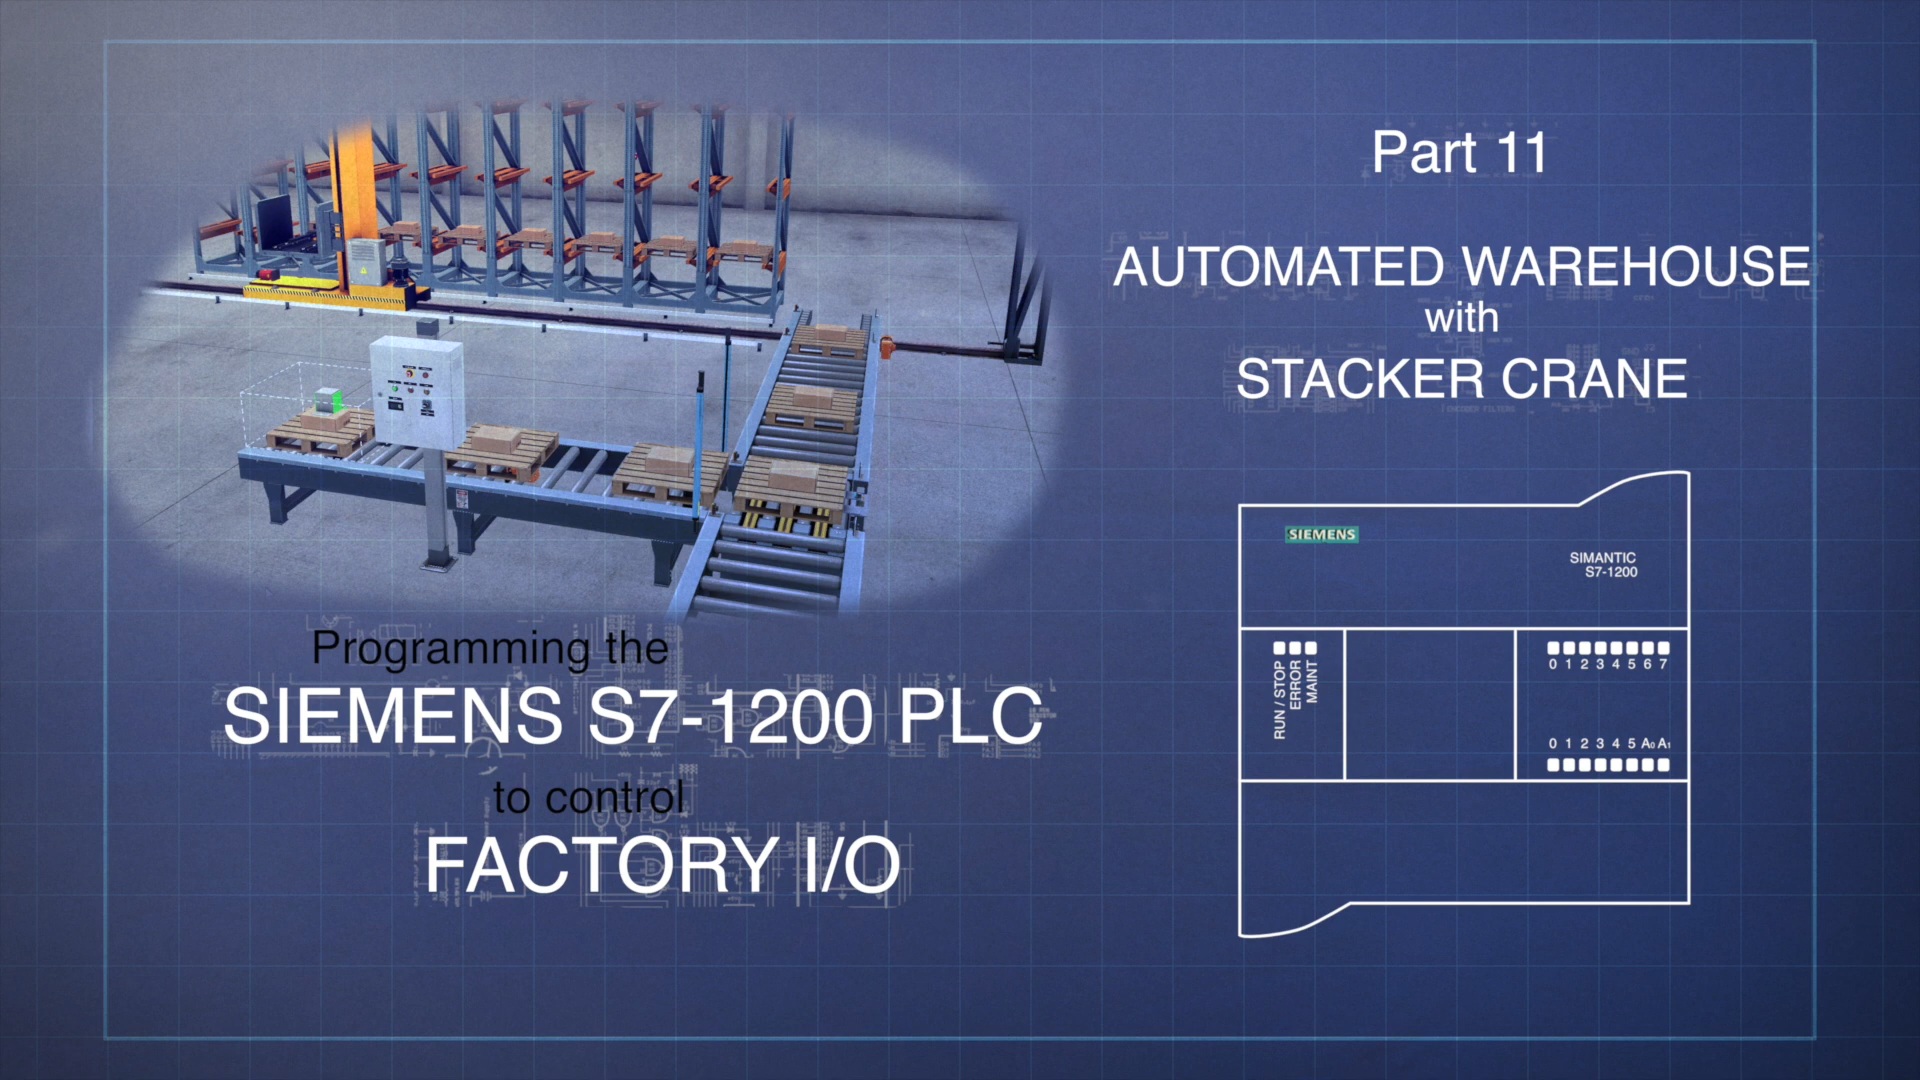 Part 11
AUTOMATED WAREHOUSE
with
STACKER CRANE
Programming the
SIEMENS S7-1200 PLC
to control
FACTORY I/O
SIEMENS
SIMANTIC
S7-1200
RUN / STOP
ERROR
MAINT
0 1 2 3 4 5 6 7
0 1 2 3 4 5 A0 A1